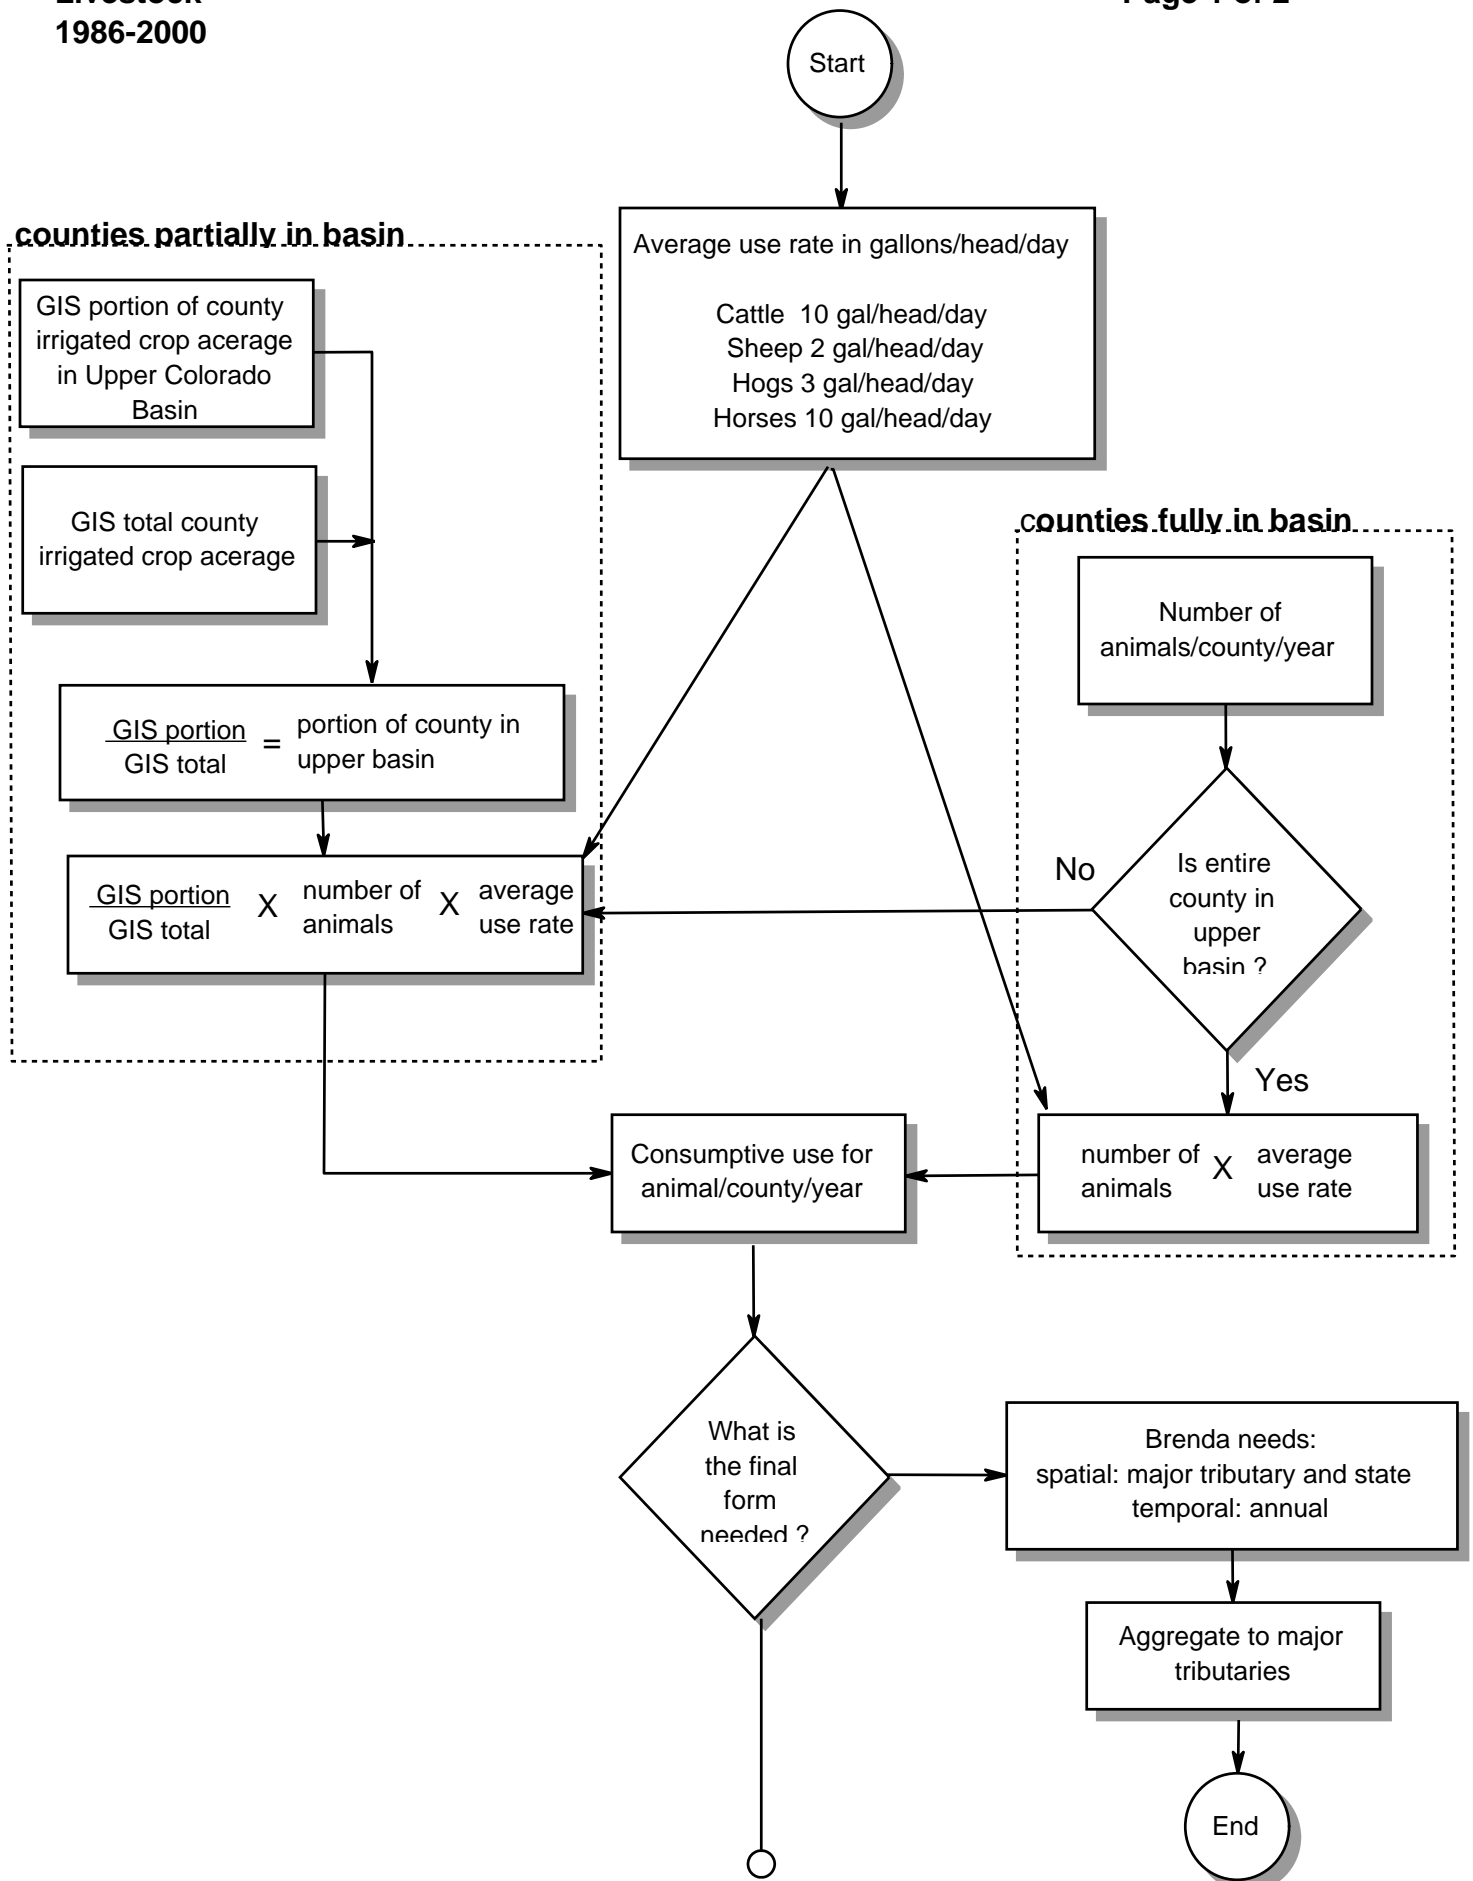 Livestock
1986-2000
Page 1 of 2
Start
Average use rate in gallons/head/day
Cattle 10 gal/head/day
Sheep 2 gal/head/day
Hogs 3 gal/head/day
Horses 10 gal/head/day
counties partially in basin
GIS portion of county
irrigated crop acerage
in Upper Colorado
Basin
GIS total county
irrigated crop acerage
GIS portion
GIS total
=
portion of county in
upper basin
GIS portion
GIS total
X
number of
animals
X
average
use rate
counties fully in basin
Number of
animals/county/year
Is entire
county in
upper
basin ?
No
Yes
number of
animals
X
average
use rate
Consumptive use for
animal/county/year
What is
the final
form
needed ?
Brenda needs:
spatial: major tributary and state
temporal: annual
Aggregate to major
tributaries
End